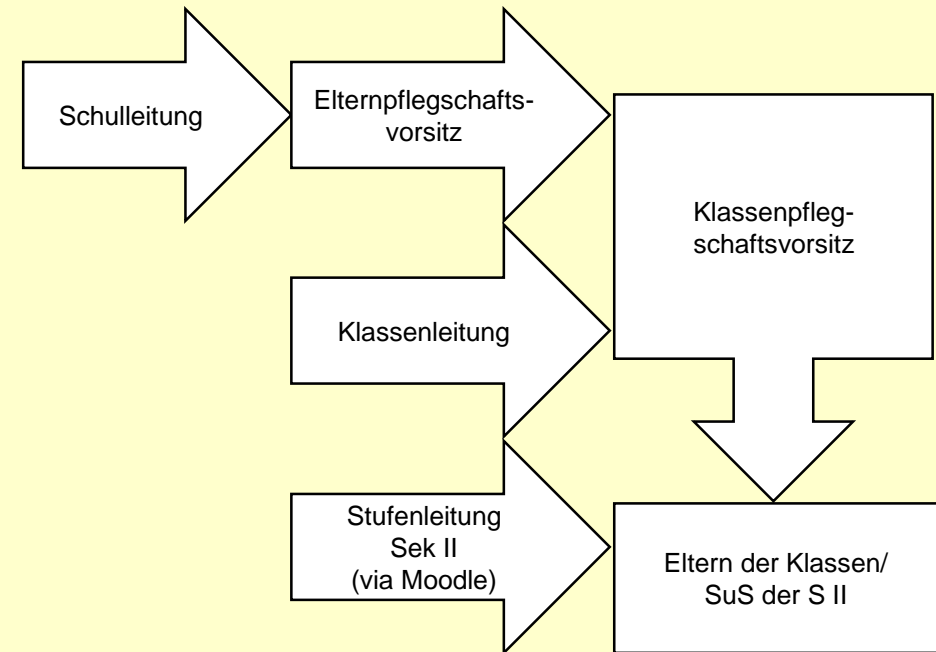 Schulleitung
Elternpflegschafts-
vorsitz
Klassenpfleg-
schaftsvorsitz
Klassenleitung
Stufenleitung
Sek II
(via Moodle)
Eltern der Klassen/
SuS der S II